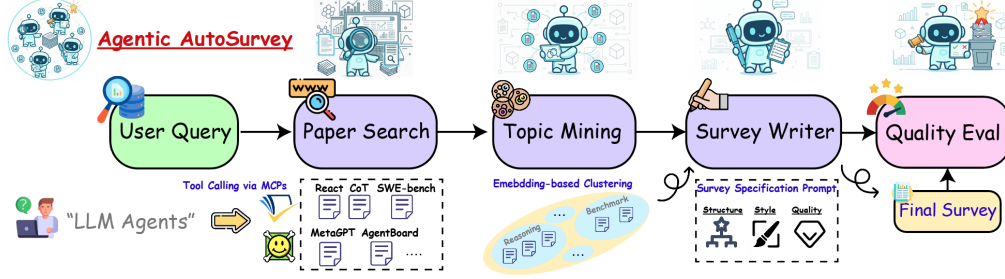 Agentic AutoSurvey
WWW
User Query
Paper Search
Topic Mining
Survey Writer
Quality Eval
Tool Calling via MCPs
React CoT SWE-bench
MetaGPT AgentBoard
....
"LLM Agents"
Emebdding-based Clustering
Reasoning
...
Benchmark
...
Survey Specification Prompt
Structure Style Quality
Final Survey